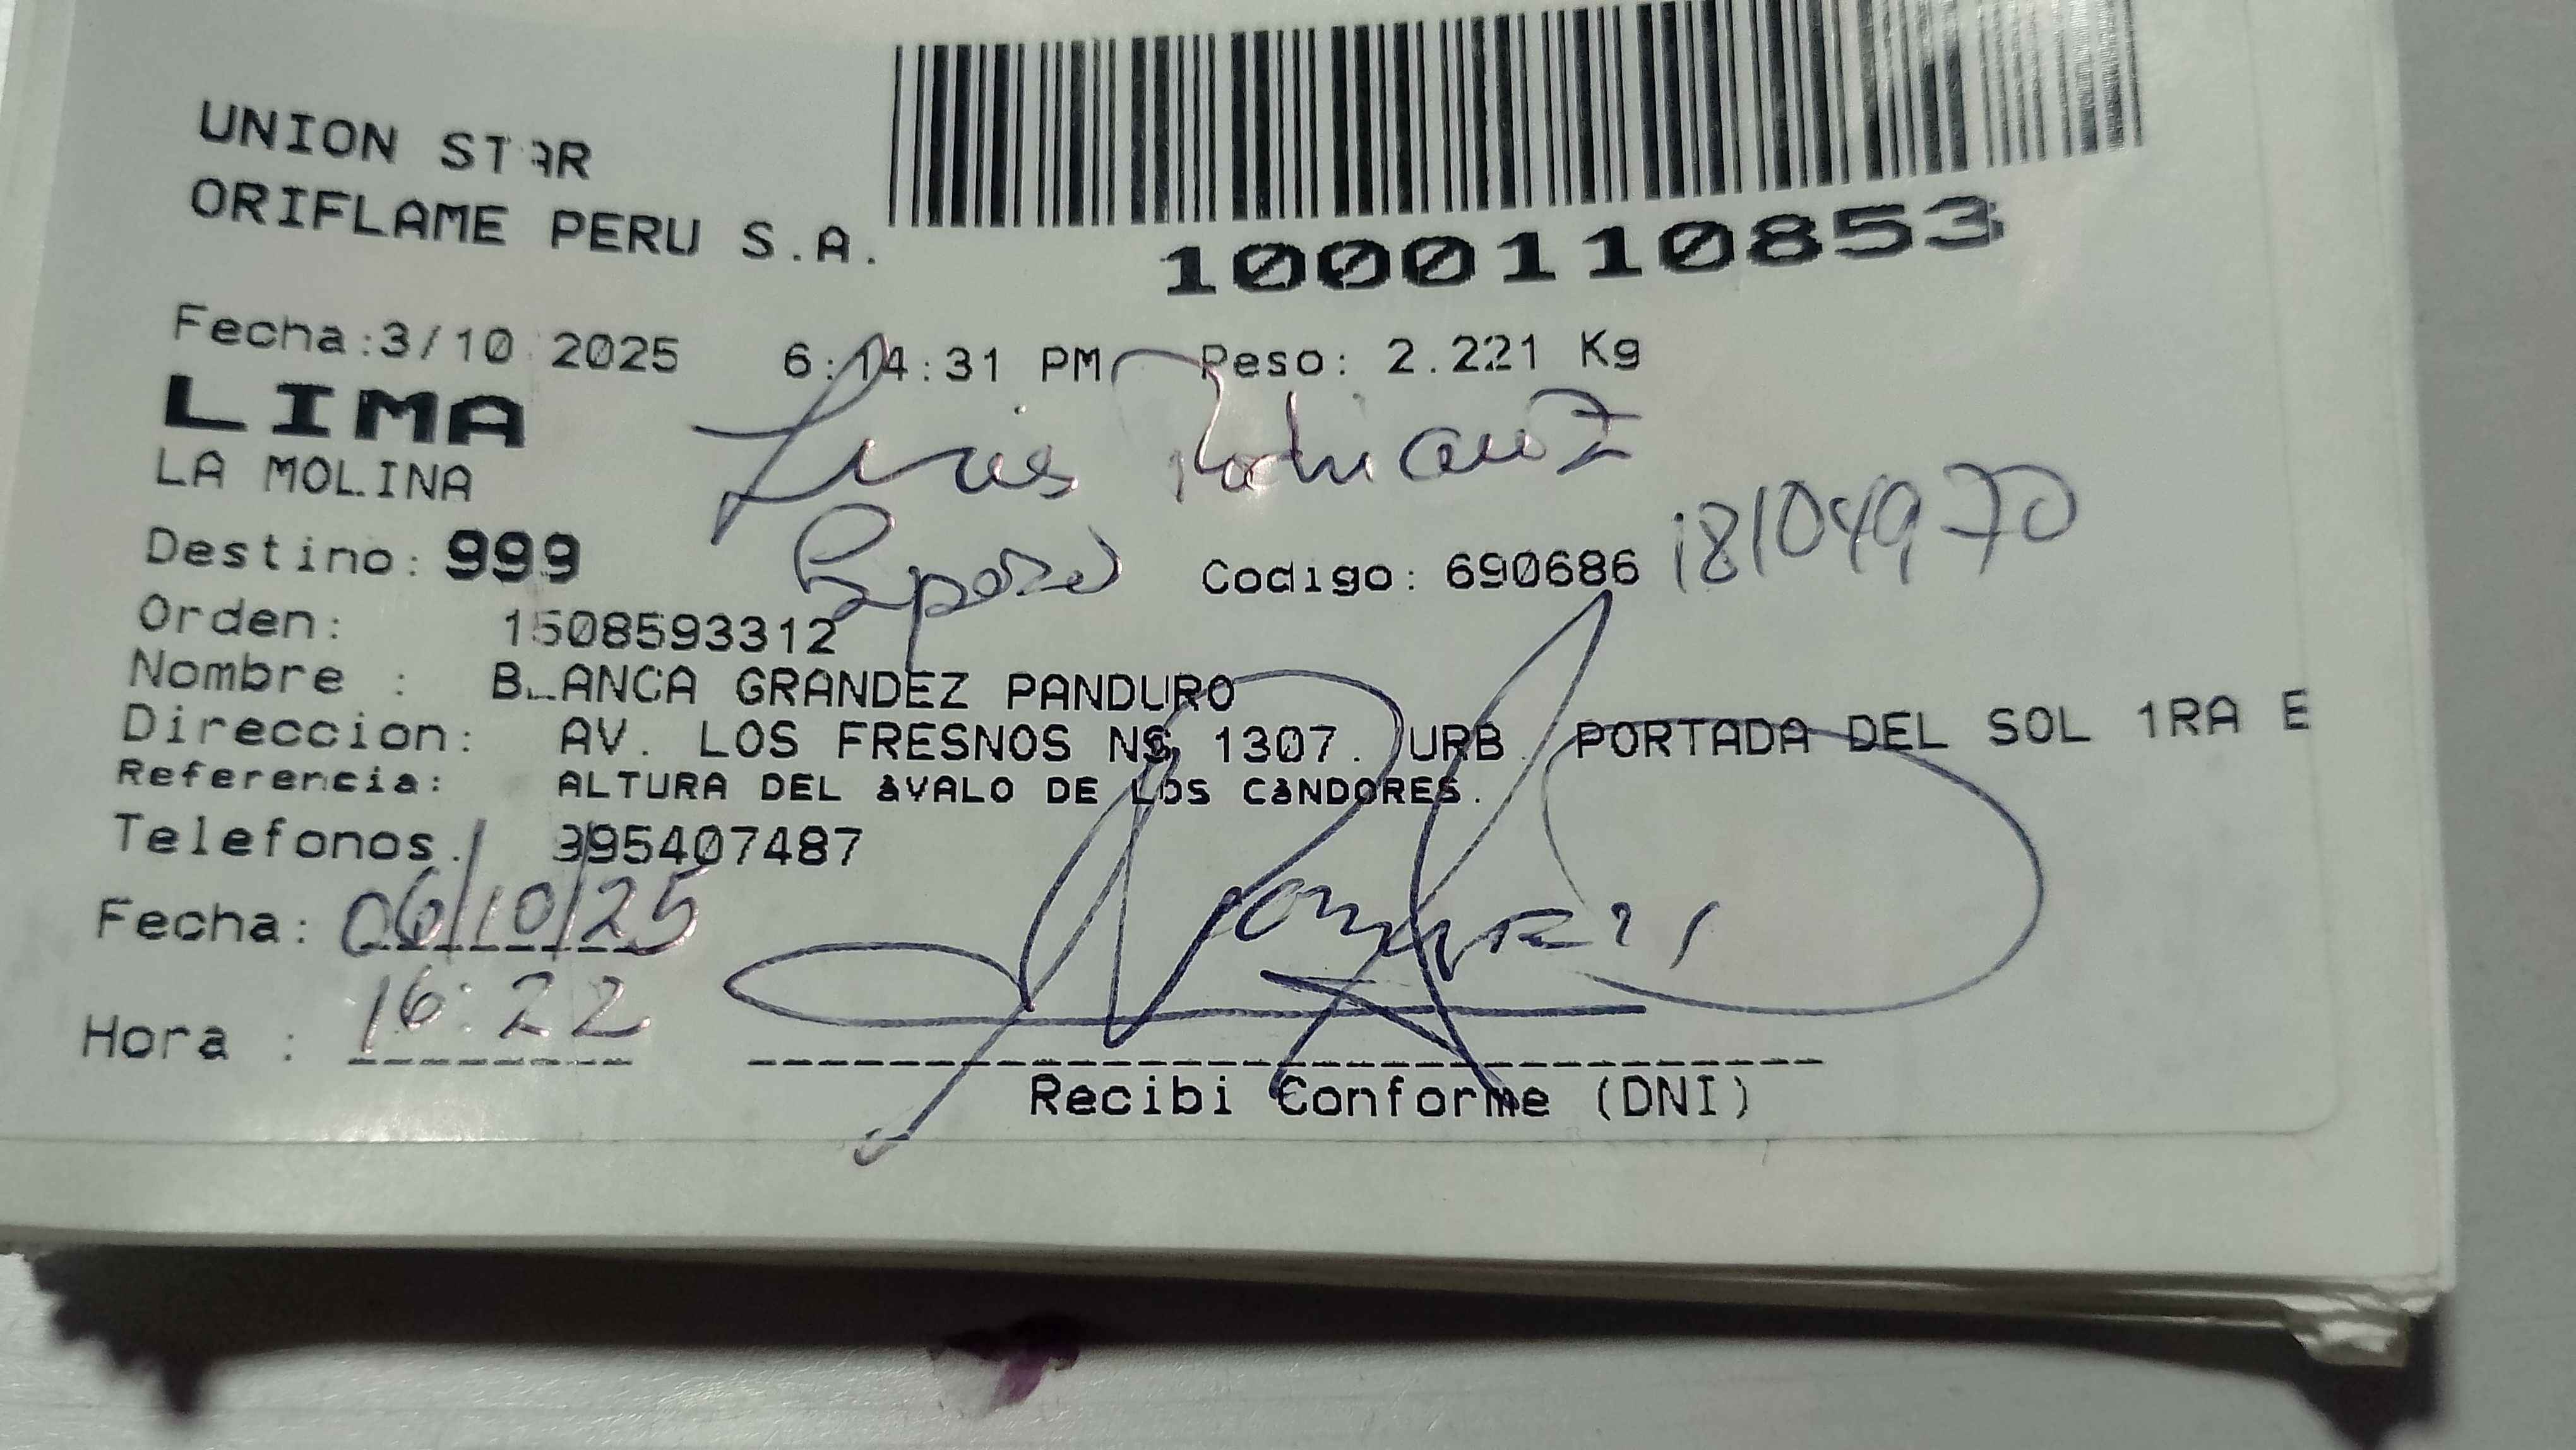 UNION STAR
ORIFLAME PERU S.A.
1000110853
Fecha:3/10 2025 6:14:31 PM Peso: 2.221 Kg
LIMA
Luis Rodriguez
LA MOLINA
Esposo
18104970
Destino: 999 Codigo: 690686
Orden: 1508593312
Nombre : BLANCA GRANDEZ PANDURO
Direccion: AV. LOS FRESNOS NS 1307. URB. PORTADA DEL SOL 1RA E
Referencia: ALTURA DEL àVALO DE LOS CàNDORES.
Telefonos. 995407487
Fecha: 06/10/25
Hora : 16:22
Recibi Conforme (DNI)